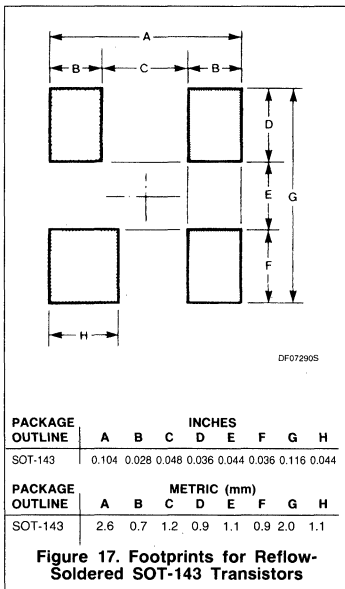 A
B C B
D
E
G
F
H
DF07290S
PACKAGE OUTLINE INCHES
A B C D E F G H
SOT-143 0.104 0.028 0.048 0.036 0.044 0.036 0.116 0.044
PACKAGE OUTLINE METRIC (mm)
A B C D E F G H
SOT-143 2.6 0.7 1.2 0.9 1.1 0.9 2.0 1.1
Figure 17. Footprints for Reflow-
Soldered SOT-143 Transistors